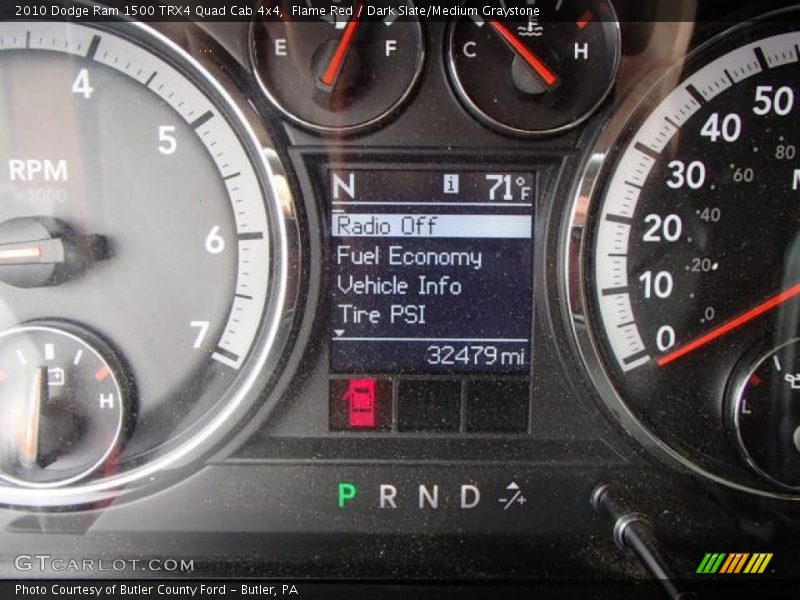 2010 Dodge Ram 1500 TRX4 Quad Cab 4x4,  Flame Red / Dark Slate/Medium Graystone
E F
C H
4
5
6
7
RPM
x1000
H
N i 71°F
Radio Off
Fuel Economy
Vehicle Info
Tire PSI
32479 mi
50
40
30
20
10
0
80
60
40
20
0
M
L
P R N D -/+
GTCARLOT.COM
Photo Courtesy of Butler County Ford - Butler, PA